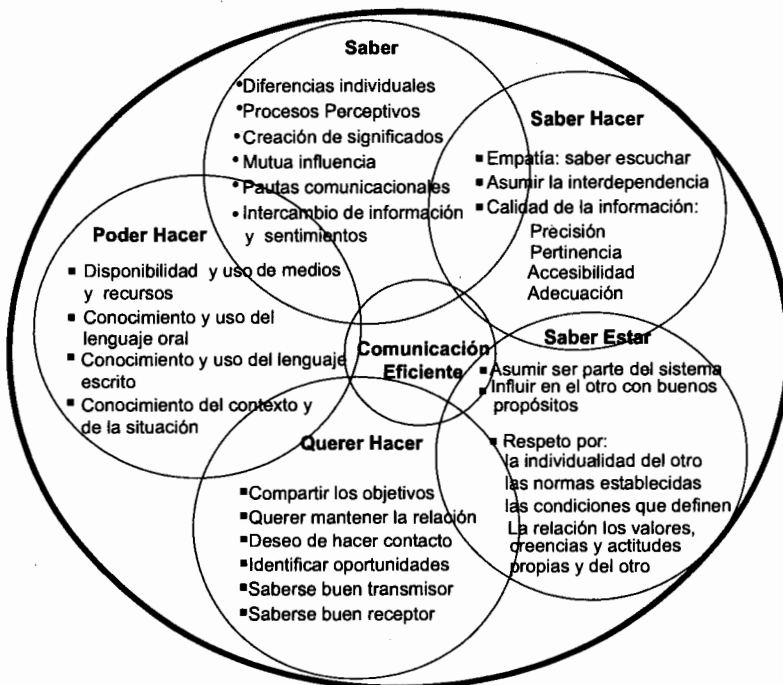 Saber
•Diferencias individuales
•Procesos Perceptivos
•Creación de significados
•Mutua influencia
•Pautas comunicacionales
•Intercambio de información
y sentimientos
Saber Hacer
■ Empatía: saber escuchar
■ Asumir la interdependencia
■ Calidad de la información:
Precisión
Pertinencia
Accesibilidad
Adecuación
Poder Hacer
■ Disponibilidad y uso de medios
y recursos
■ Conocimiento y uso del
lenguaje oral
■ Conocimiento y uso del lenguaje
escrito
■ Conocimiento del contexto y
de la situación
Comunicación
Eficiente
Saber Estar
■Asumir ser parte del sistema
■Influir en el otro con buenos
propósitos
■ Respeto por:
la individualidad del otro
las normas establecidas
las condiciones que definen
La relación los valores,
creencias y actitudes
propias y del otro
Querer Hacer
■Compartir los objetivos
■Querer mantener la relación
■Deseo de hacer contacto
■Identificar oportunidades
■Saberse buen transmisor
■Saberse buen receptor